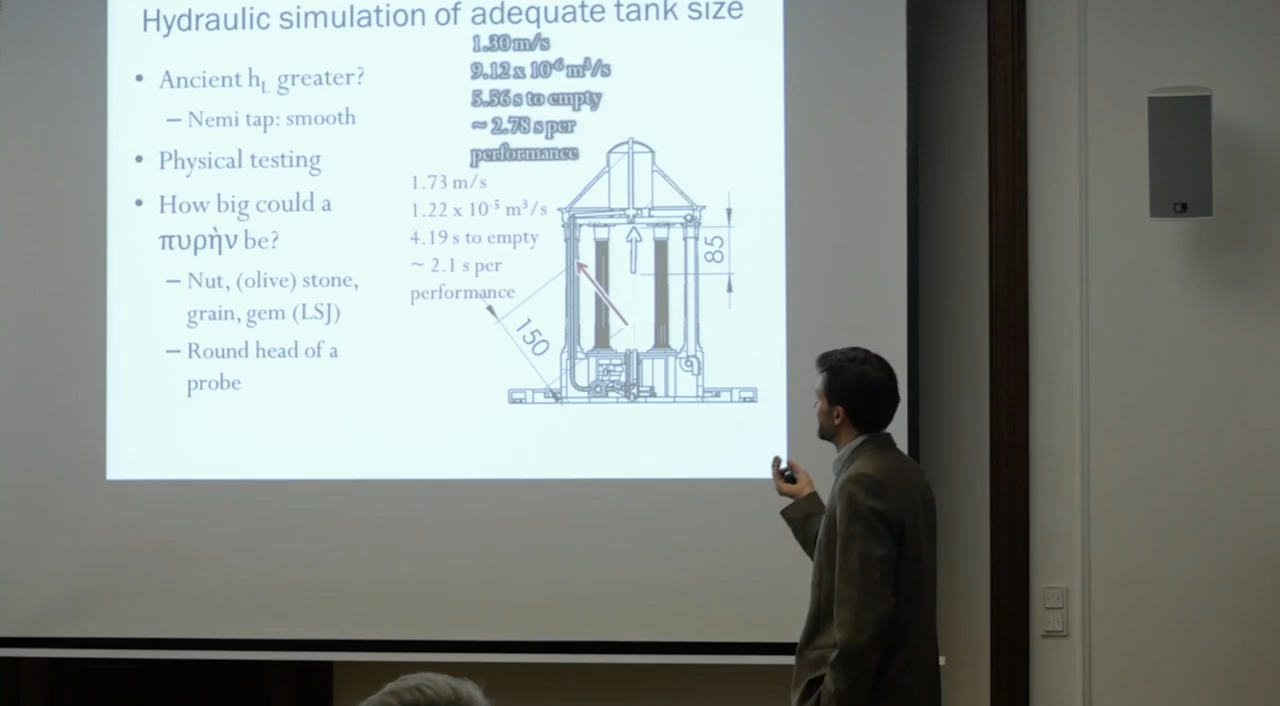 Hydraulic simulation of adequate tank size
• Ancient hL greater?
– Nemi tap: smooth
• Physical testing
• How big could a
πυρὴν be?
– Nut, (olive) stone,
grain, gem (LSJ)
– Round head of a
probe
1.30 m/s
9.12 x 10-6 m3/s
5.56 s to empty
~ 2.78 s per
performance
1.73 m/s
1.22 x 10-5 m3/s
4.19 s to empty
~ 2.1 s per
performance
85
150